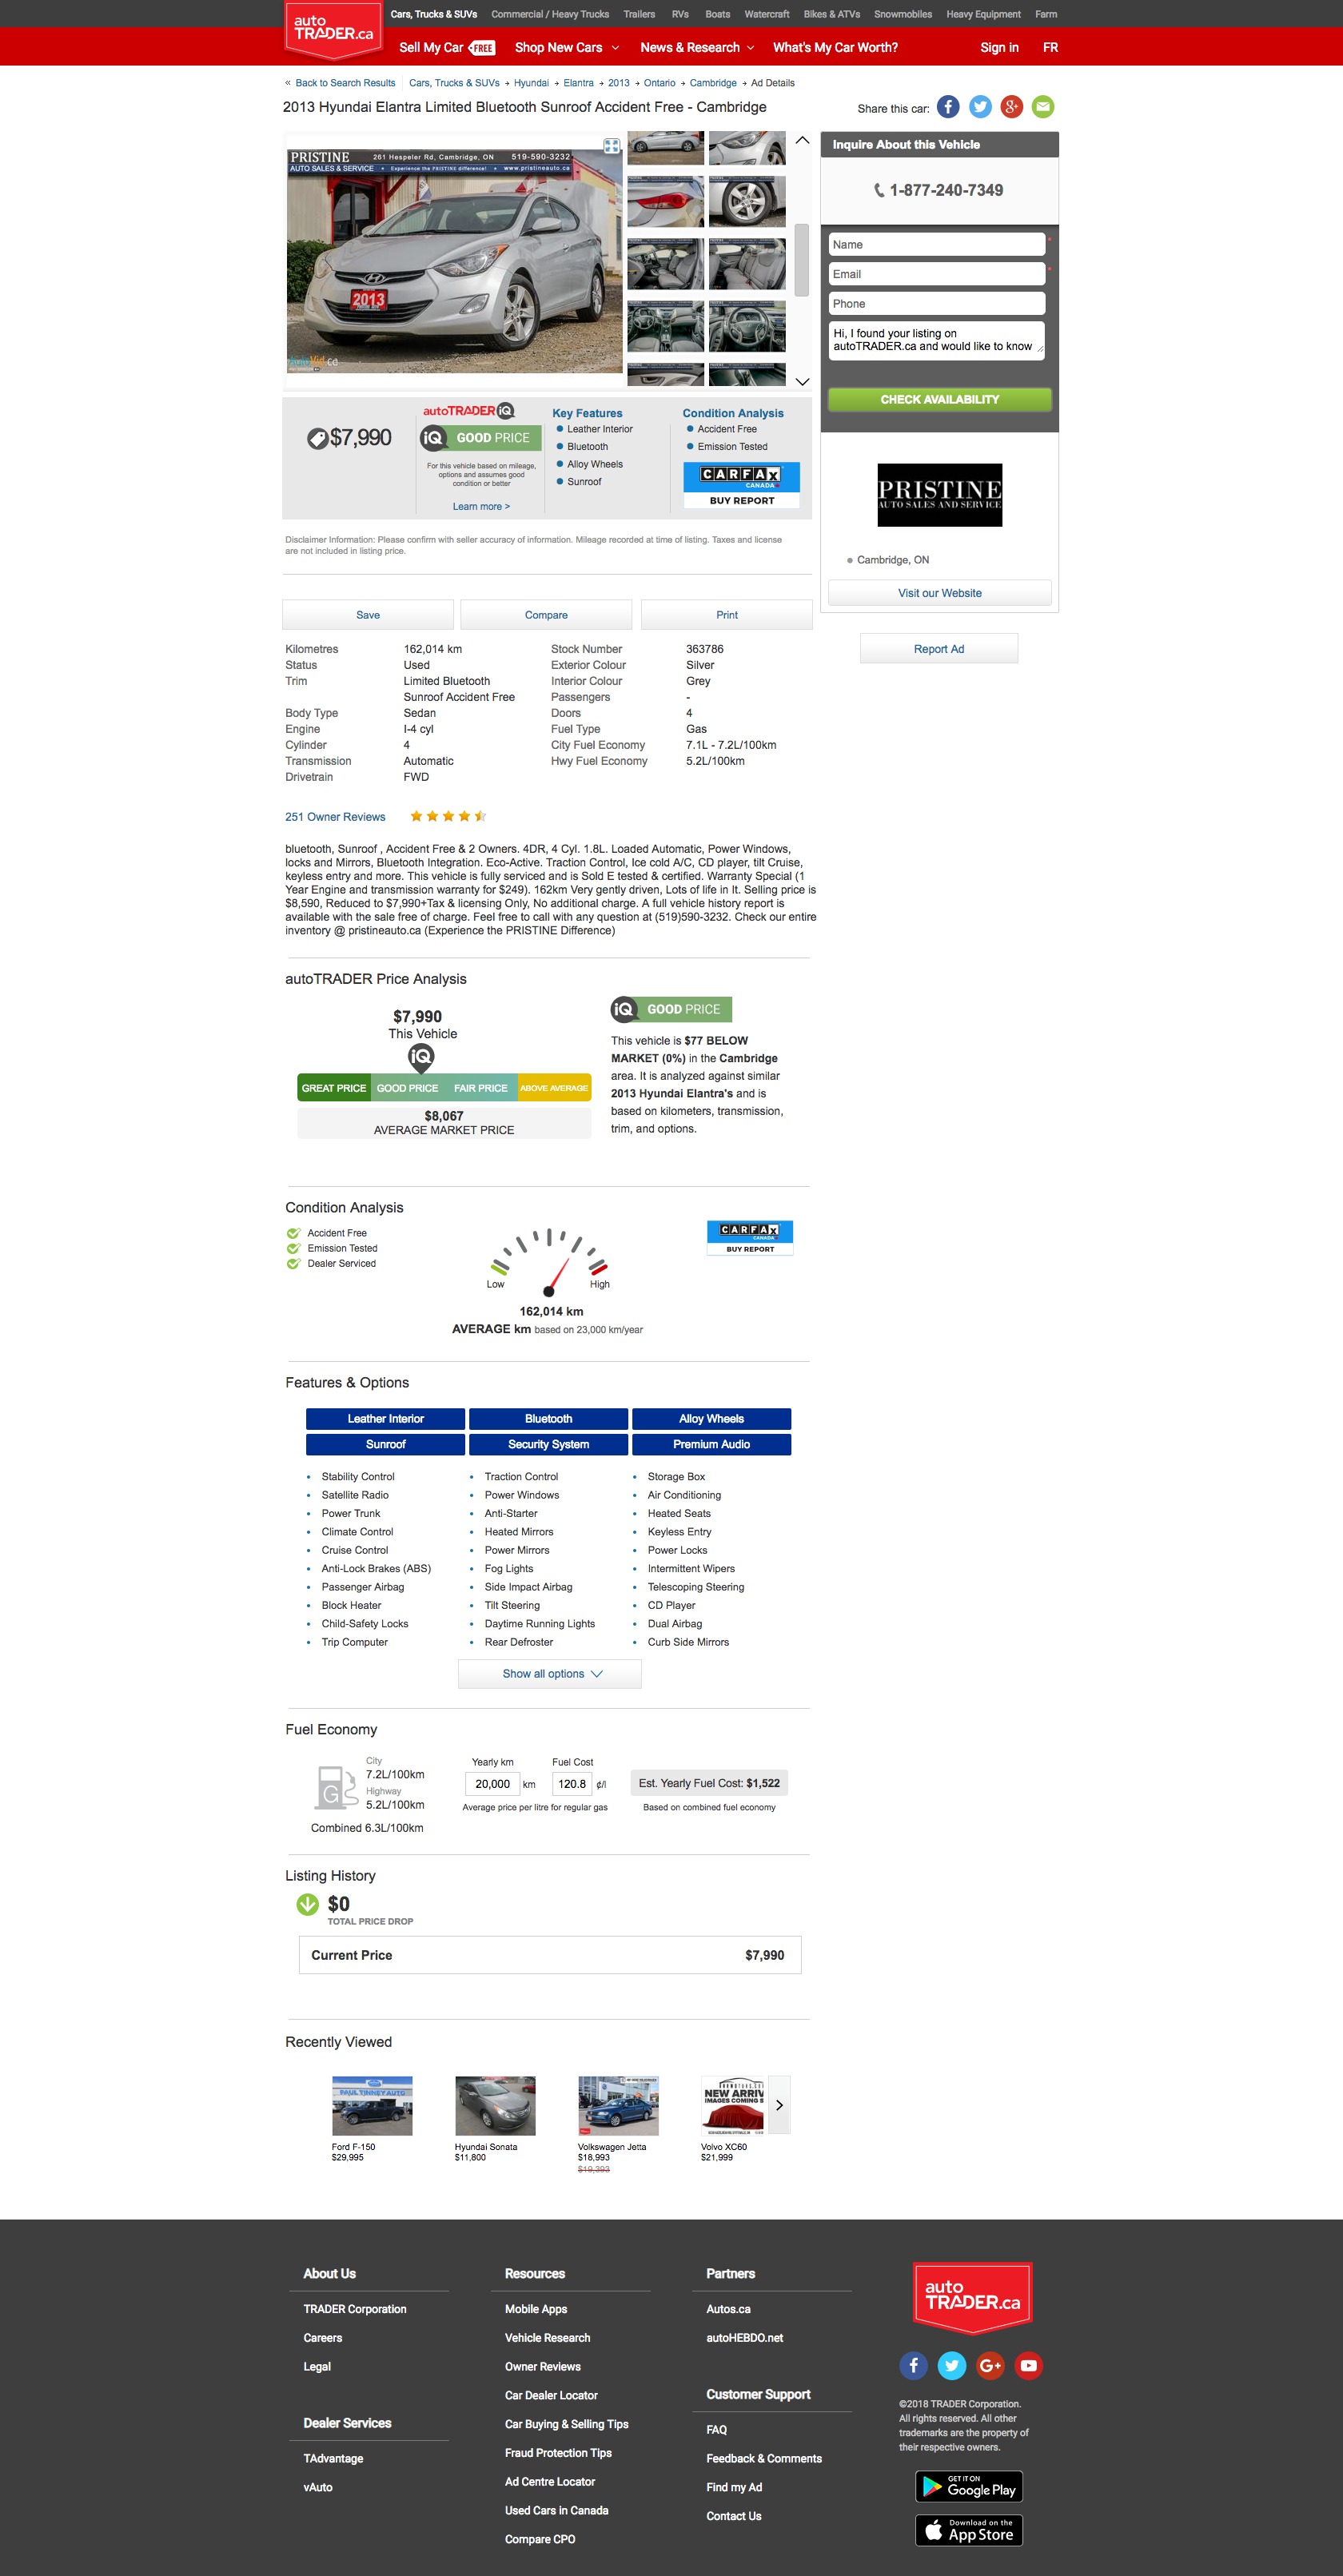 auto
TRADER.ca
Cars, Trucks & SUVs Commercial / Heavy Trucks Trailers RVs Boats Watercraft Bikes & ATVs Snowmobiles Heavy Equipment Farm
Sell My Car FREE Shop New Cars News & Research What's My Car Worth? Sign in FR
« Back to Search Results Cars, Trucks & SUVs → Hyundai → Elantra → 2013 → Ontario → Cambridge → Ad Details
2013 Hyundai Elantra Limited Bluetooth Sunroof Accident Free - Cambridge
Share this car:
PRISTINE 261 Hespeler Rd, Cambridge, ON 519-590-3232
AUTO SALES & SERVICE • Experience the PRISTINE difference! • www.pristineauto.ca
2013
Inquire About this Vehicle
1-877-240-7349
Name *
Email *
Phone
Hi, I found your listing on
autoTRADER.ca and would like to know
CHECK AVAILABILITY
PRISTINE
AUTO SALES AND SERVICE
Cambridge, ON
Visit our Website
Report Ad
$7,990
autoTRADER iQ
iQ GOOD PRICE
For this vehicle based on mileage,
options and assumes good
condition or better
Learn more >
Key Features
Leather Interior
Bluetooth
Alloy Wheels
Sunroof
Condition Analysis
Accident Free
Emission Tested
CARFAX
CANADA
BUY REPORT
Disclaimer Information: Please confirm with seller accuracy of information. Mileage recorded at time of listing. Taxes and license
are not included in listing price.
Save Compare Print
Kilometres 162,014 km Stock Number 363786
Status Used Exterior Colour Silver
Trim Limited Bluetooth Interior Colour Grey
Sunroof Accident Free Passengers -
Body Type Sedan Doors 4
Engine I-4 cyl Fuel Type Gas
Cylinder 4 City Fuel Economy 7.1L - 7.2L/100km
Transmission Automatic Hwy Fuel Economy 5.2L/100km
Drivetrain FWD
251 Owner Reviews
bluetooth, Sunroof , Accident Free & 2 Owners. 4DR, 4 Cyl. 1.8L. Loaded Automatic, Power Windows,
locks and Mirrors, Bluetooth Integration. Eco-Active. Traction Control, Ice cold A/C, CD player, tilt Cruise,
keyless entry and more. This vehicle is fully serviced and is Sold E tested & certified. Warranty Special (1
Year Engine and transmission warranty for $249). 162km Very gently driven, Lots of life in It. Selling price is
$8,590, Reduced to $7,990+Tax & licensing Only, No additional charge. A full vehicle history report is
available with the sale free of charge. Feel free to call with any question at (519)590-3232. Check our entire
inventory @ pristineauto.ca (Experience the PRISTINE Difference)
autoTRADER Price Analysis
$7,990
This Vehicle
iQ
GREAT PRICE GOOD PRICE FAIR PRICE ABOVE AVERAGE
$8,067
AVERAGE MARKET PRICE
iQ GOOD PRICE
This vehicle is $77 BELOW
MARKET (0%) in the Cambridge
area. It is analyzed against similar
2013 Hyundai Elantra's and is
based on kilometers, transmission,
trim, and options.
Condition Analysis
Accident Free
Emission Tested
Dealer Serviced
Low High
162,014 km
AVERAGE km based on 23,000 km/year
CARFAX
CANADA
BUY REPORT
Features & Options
Leather Interior Bluetooth Alloy Wheels
Sunroof Security System Premium Audio
Stability Control Traction Control Storage Box
Satellite Radio Power Windows Air Conditioning
Power Trunk Anti-Starter Heated Seats
Climate Control Heated Mirrors Keyless Entry
Cruise Control Power Mirrors Power Locks
Anti-Lock Brakes (ABS) Fog Lights Intermittent Wipers
Passenger Airbag Side Impact Airbag Telescoping Steering
Block Heater Tilt Steering CD Player
Child-Safety Locks Daytime Running Lights Dual Airbag
Trip Computer Rear Defroster Curb Side Mirrors
Show all options
Fuel Economy
G
City
7.2L/100km
Highway
5.2L/100km
Combined 6.3L/100km
Yearly km Fuel Cost
20,000 km 120.8 ¢/l
Average price per litre for regular gas
Est. Yearly Fuel Cost: $1,522
Based on combined fuel economy
Listing History
$0
TOTAL PRICE DROP
Current Price $7,990
Recently Viewed
PAUL TINNEY AUTO
NEW ARRIV
IMAGES COMING S
Ford F-150 Hyundai Sonata Volkswagen Jetta Volvo XC60
$29,995 $11,800 $18,993 $21,999
$19,393
About Us
TRADER Corporation
Careers
Legal
Dealer Services
TAdvantage
vAuto
Resources
Mobile Apps
Vehicle Research
Owner Reviews
Car Dealer Locator
Car Buying & Selling Tips
Fraud Protection Tips
Ad Centre Locator
Used Cars in Canada
Compare CPO
Partners
Autos.ca
autoHEBDO.net
Customer Support
FAQ
Feedback & Comments
Find my Ad
Contact Us
auto
TRADER.ca
©2018 TRADER Corporation.
All rights reserved. All other
trademarks are the property of
their respective owners.
GET IT ON
Google Play
Download on the
App Store